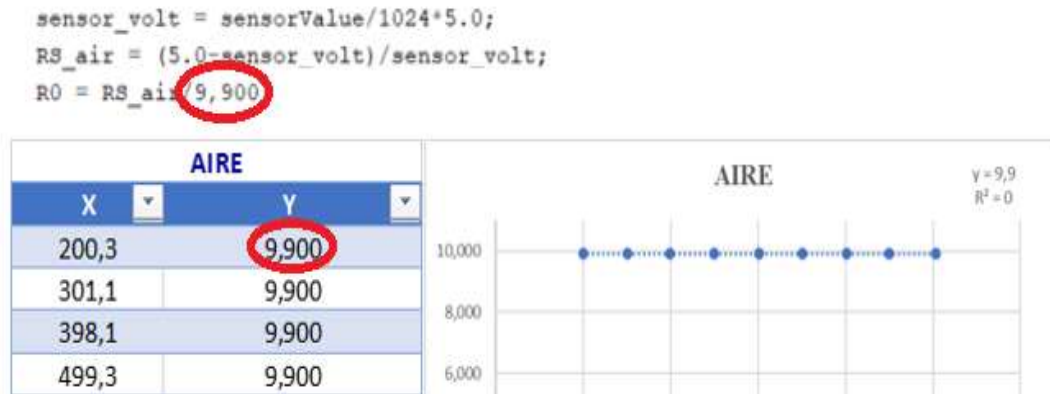 sensor_volt = sensorValue/1024*5.0;
RS_air = (5.0-sensor_volt)/sensor_volt;
R0 = RS_air/9,900
AIRE
X Y
200,3 9,900
301,1 9,900
398,1 9,900
499,3 9,900
AIRE
y = 9,9
R² = 0
10,000
8,000
6,000